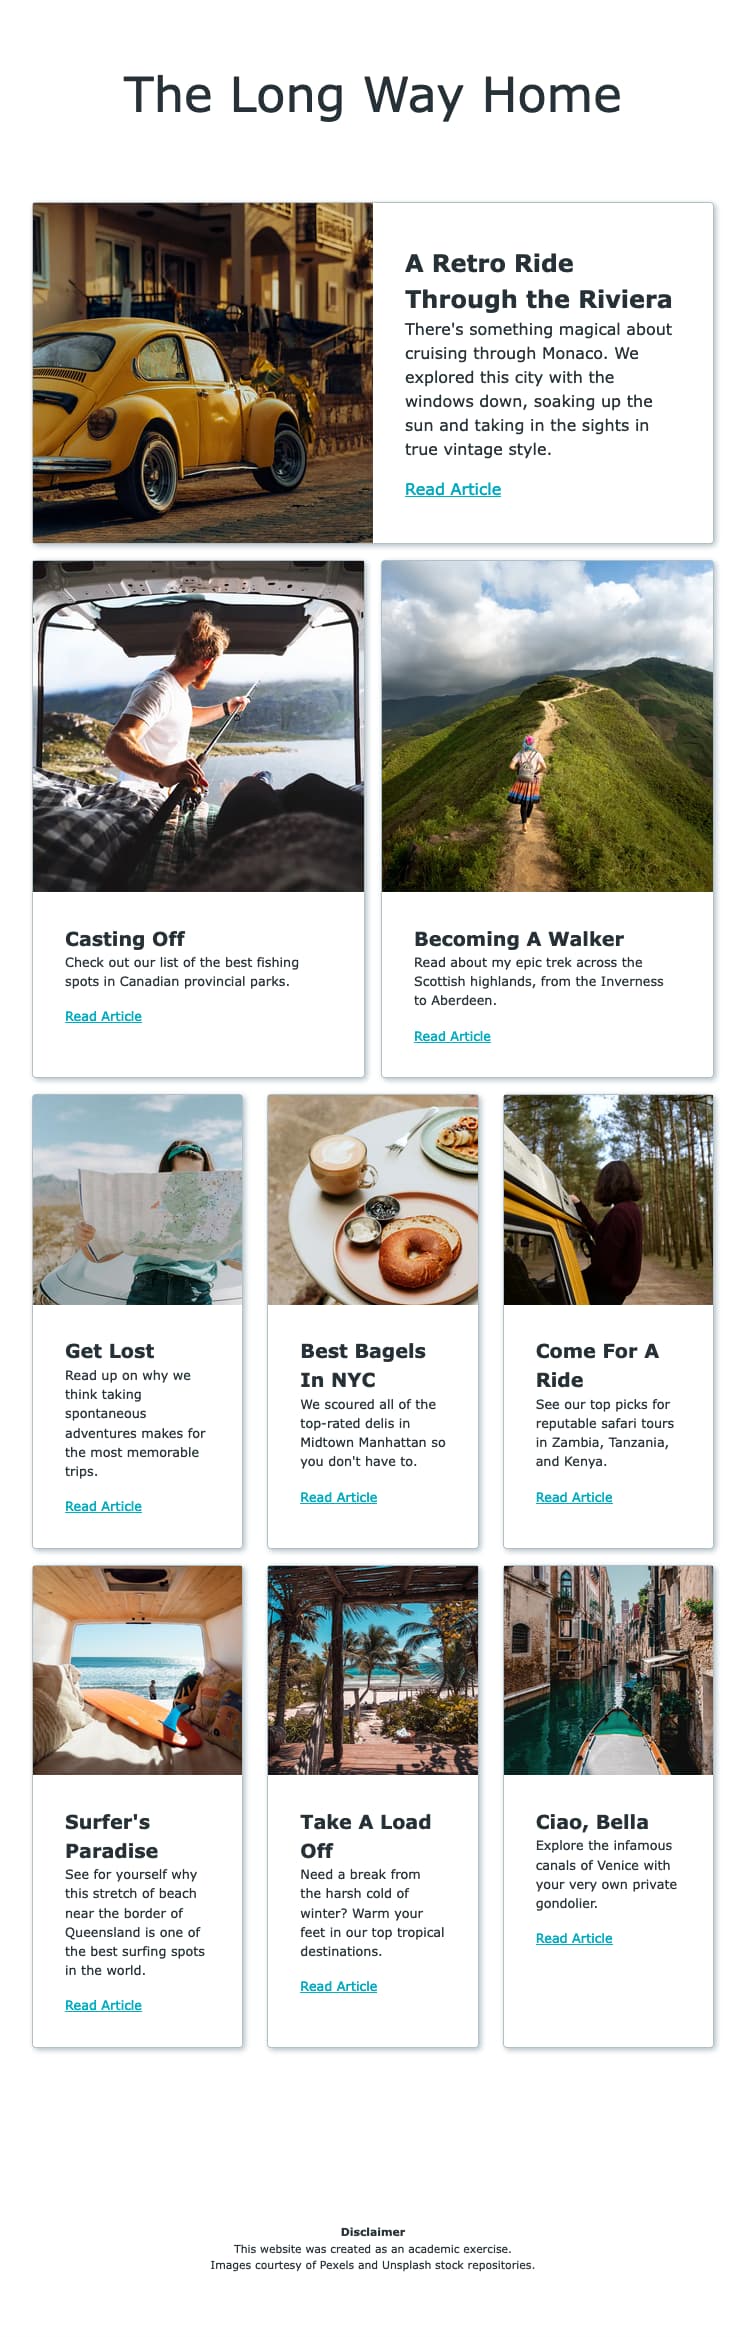 The Long Way Home
A Retro Ride
Through the Riviera
There's something magical about
cruising through Monaco. We
explored this city with the
windows down, soaking up the
sun and taking in the sights in
true vintage style.
Read Article
Casting Off
Check out our list of the best fishing
spots in Canadian provincial parks.
Read Article
Becoming A Walker
Read about my epic trek across the
Scottish highlands, from the Inverness
to Aberdeen.
Read Article
Get Lost
Read up on why we
think taking
spontaneous
adventures makes for
the most memorable
trips.
Read Article
Best Bagels
In NYC
We scoured all of the
top-rated delis in
Midtown Manhattan so
you don't have to.
Read Article
Come For A
Ride
See our top picks for
reputable safari tours
in Zambia, Tanzania,
and Kenya.
Read Article
Surfer's
Paradise
See for yourself why
this stretch of beach
near the border of
Queensland is one of
the best surfing spots
in the world.
Read Article
Take A Load
Off
Need a break from
the harsh cold of
winter? Warm your
feet in our top tropical
destinations.
Read Article
Ciao, Bella
Explore the infamous
canals of Venice with
your very own private
gondolier.
Read Article
Disclaimer
This website was created as an academic exercise.
Images courtesy of Pexels and Unsplash stock repositories.